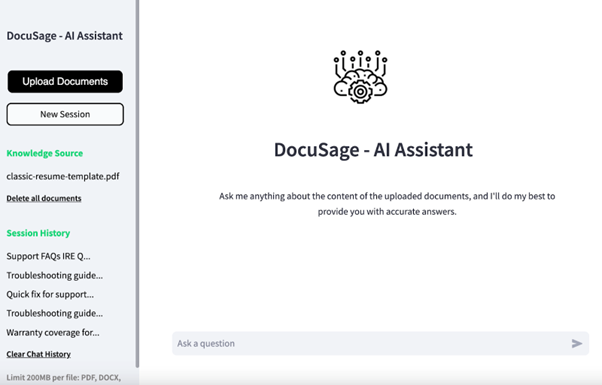 DocuSage - AI Assistant
Upload Documents
New Session
Knowledge Source
classic-resume-template.pdf
Delete all documents
Session History
Support FAQs IRE Q...
Troubleshooting guide...
Quick fix for support...
Troubleshooting guide...
Warranty coverage for...
Clear Chat History
Limit 200MB per file: PDF, DOCX,
DocuSage - AI Assistant
Ask me anything about the content of the uploaded documents, and I'll do my best to
provide you with accurate answers.
Ask a question